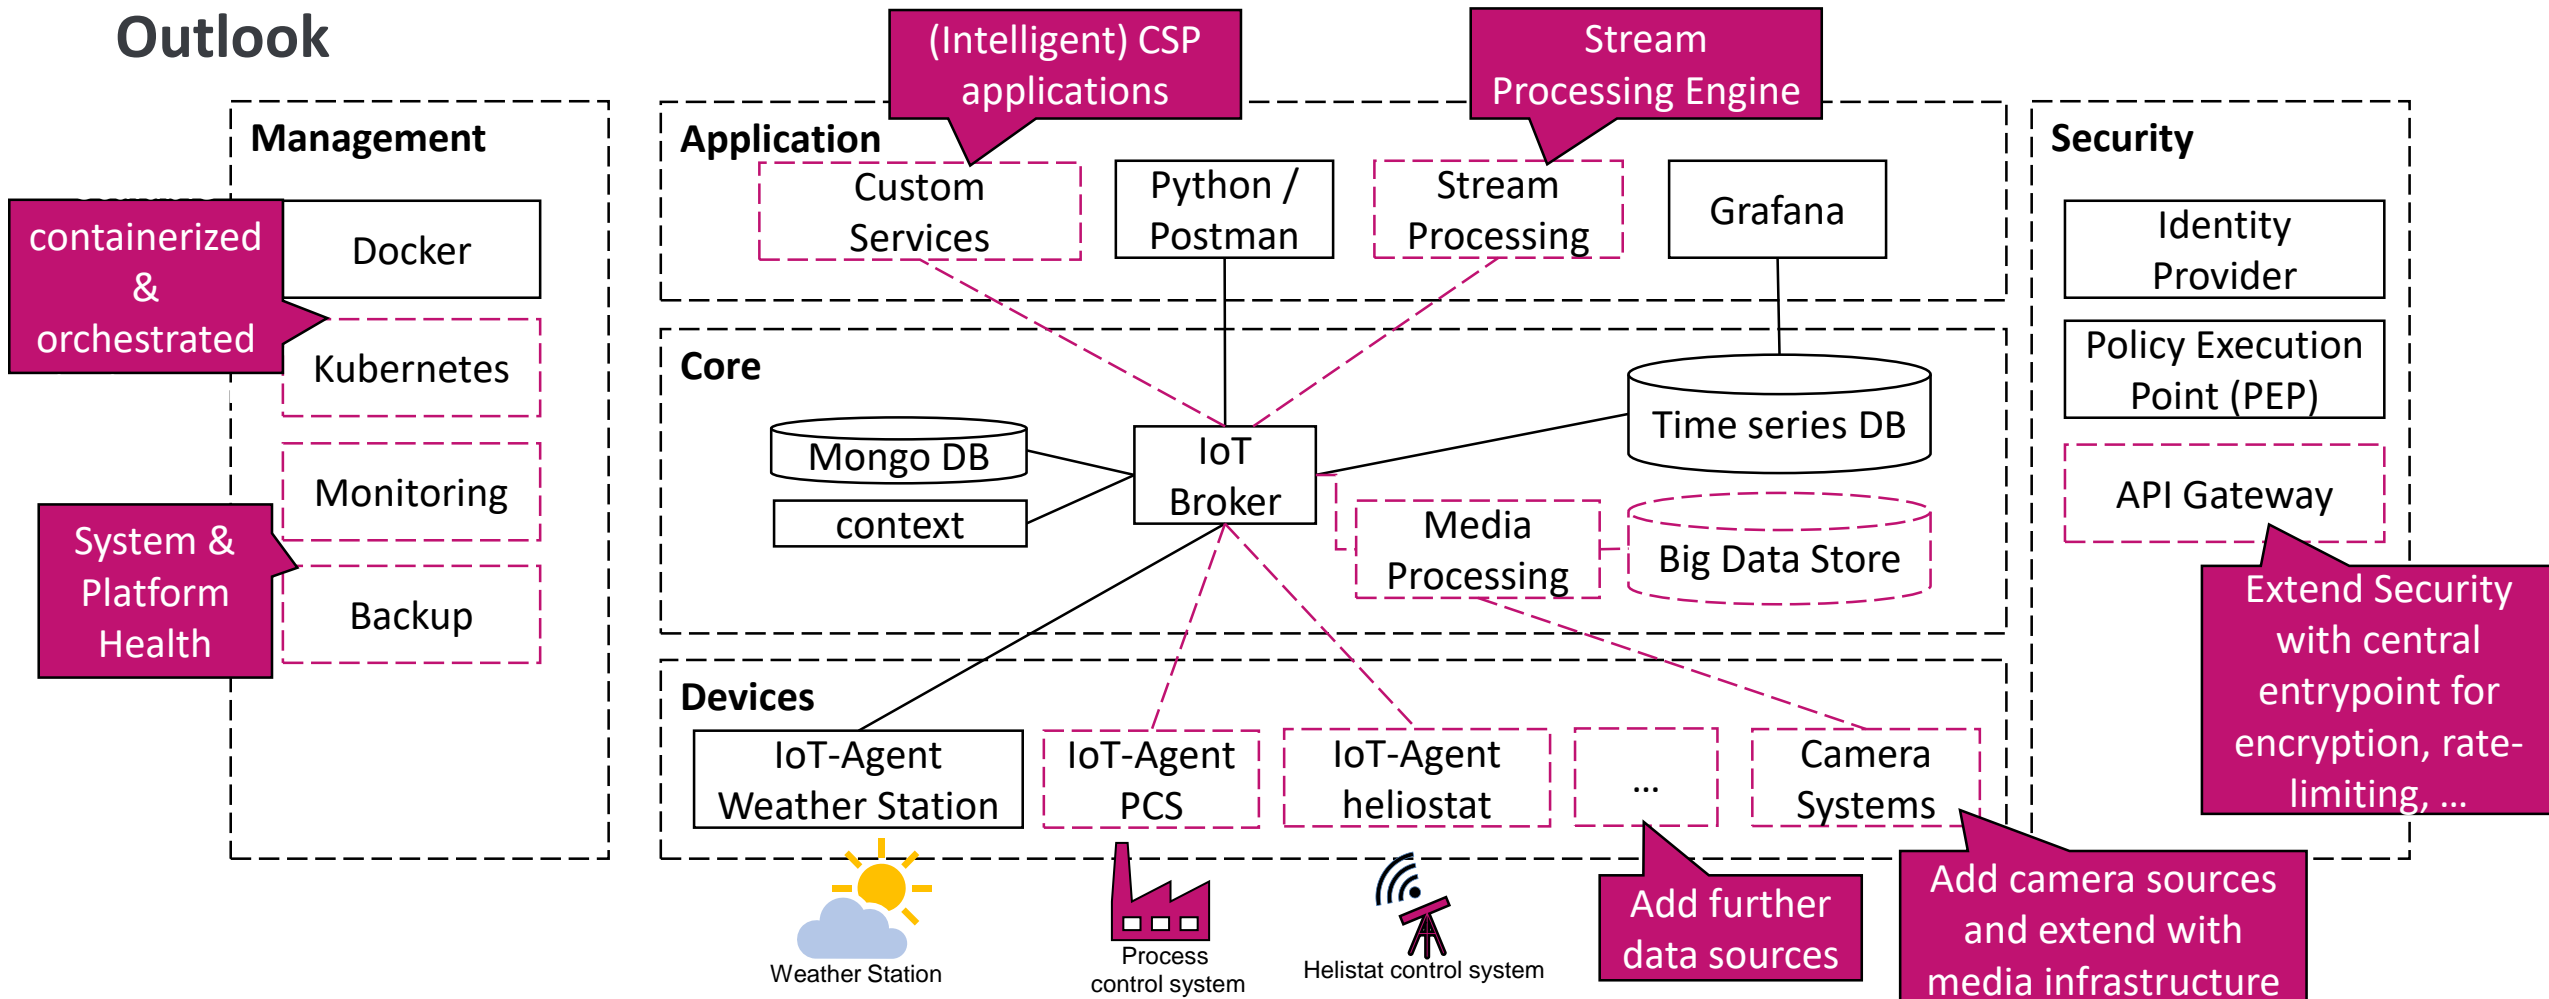 Outlook
(Intelligent) CSP
applications
Stream
Processing Engine
Management
containerized
&
orchestrated
Docker
Kubernetes
Monitoring
System &
Platform
Health
Backup
Application
Custom
Services
Python /
Postman
Stream
Processing
Grafana
Core
Mongo DB
context
IoT
Broker
Time series DB
Media
Processing
Big Data Store
Devices
IoT-Agent
Weather Station
IoT-Agent
PCS
IoT-Agent
heliostat
...
Camera
Systems
Weather Station
Process
control system
Helistat control system
Add further
data sources
Add camera sources
and extend with
media infrastructure
Security
Identity
Provider
Policy Execution
Point (PEP)
API Gateway
Extend Security
with central
entrypoint for
encryption, rate-
limiting, ...